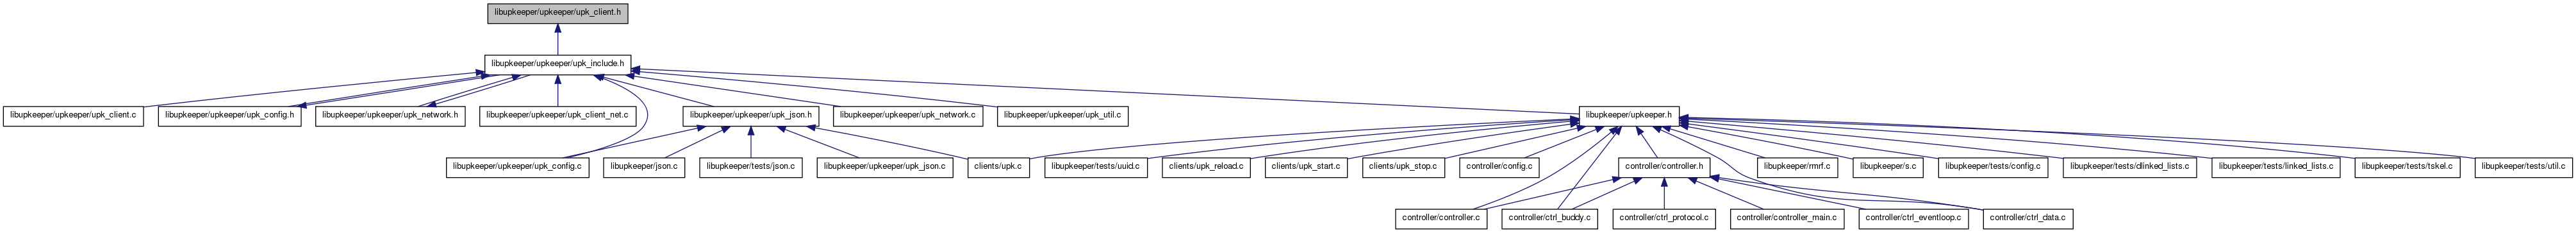 libupkeeper/upkeeper/upk_client.h
libupkeeper/upkeeper/upk_include.h
libupkeeper/upkeeper/upk_client.c
libupkeeper/upkeeper/upk_config.h
libupkeeper/upkeeper/upk_network.h
libupkeeper/upkeeper/upk_client_net.c
libupkeeper/upkeeper/upk_json.h
libupkeeper/upkeeper/upk_network.c
libupkeeper/upkeeper/upk_util.c
libupkeeper/upkeeper.h
libupkeeper/upkeeper/upk_config.c
libupkeeper/json.c
libupkeeper/tests/json.c
libupkeeper/upkeeper/upk_json.c
clients/upk.c
libupkeeper/tests/uuid.c
clients/upk_reload.c
clients/upk_start.c
clients/upk_stop.c
controller/config.c
controller/controller.h
libupkeeper/rmrf.c
libupkeeper/s.c
libupkeeper/tests/config.c
libupkeeper/tests/dlinked_lists.c
libupkeeper/tests/linked_lists.c
libupkeeper/tests/tskel.c
libupkeeper/tests/util.c
controller/controller.c
controller/ctrl_buddy.c
controller/ctrl_protocol.c
controller/controller_main.c
controller/ctrl_eventloop.c
controller/ctrl_data.c